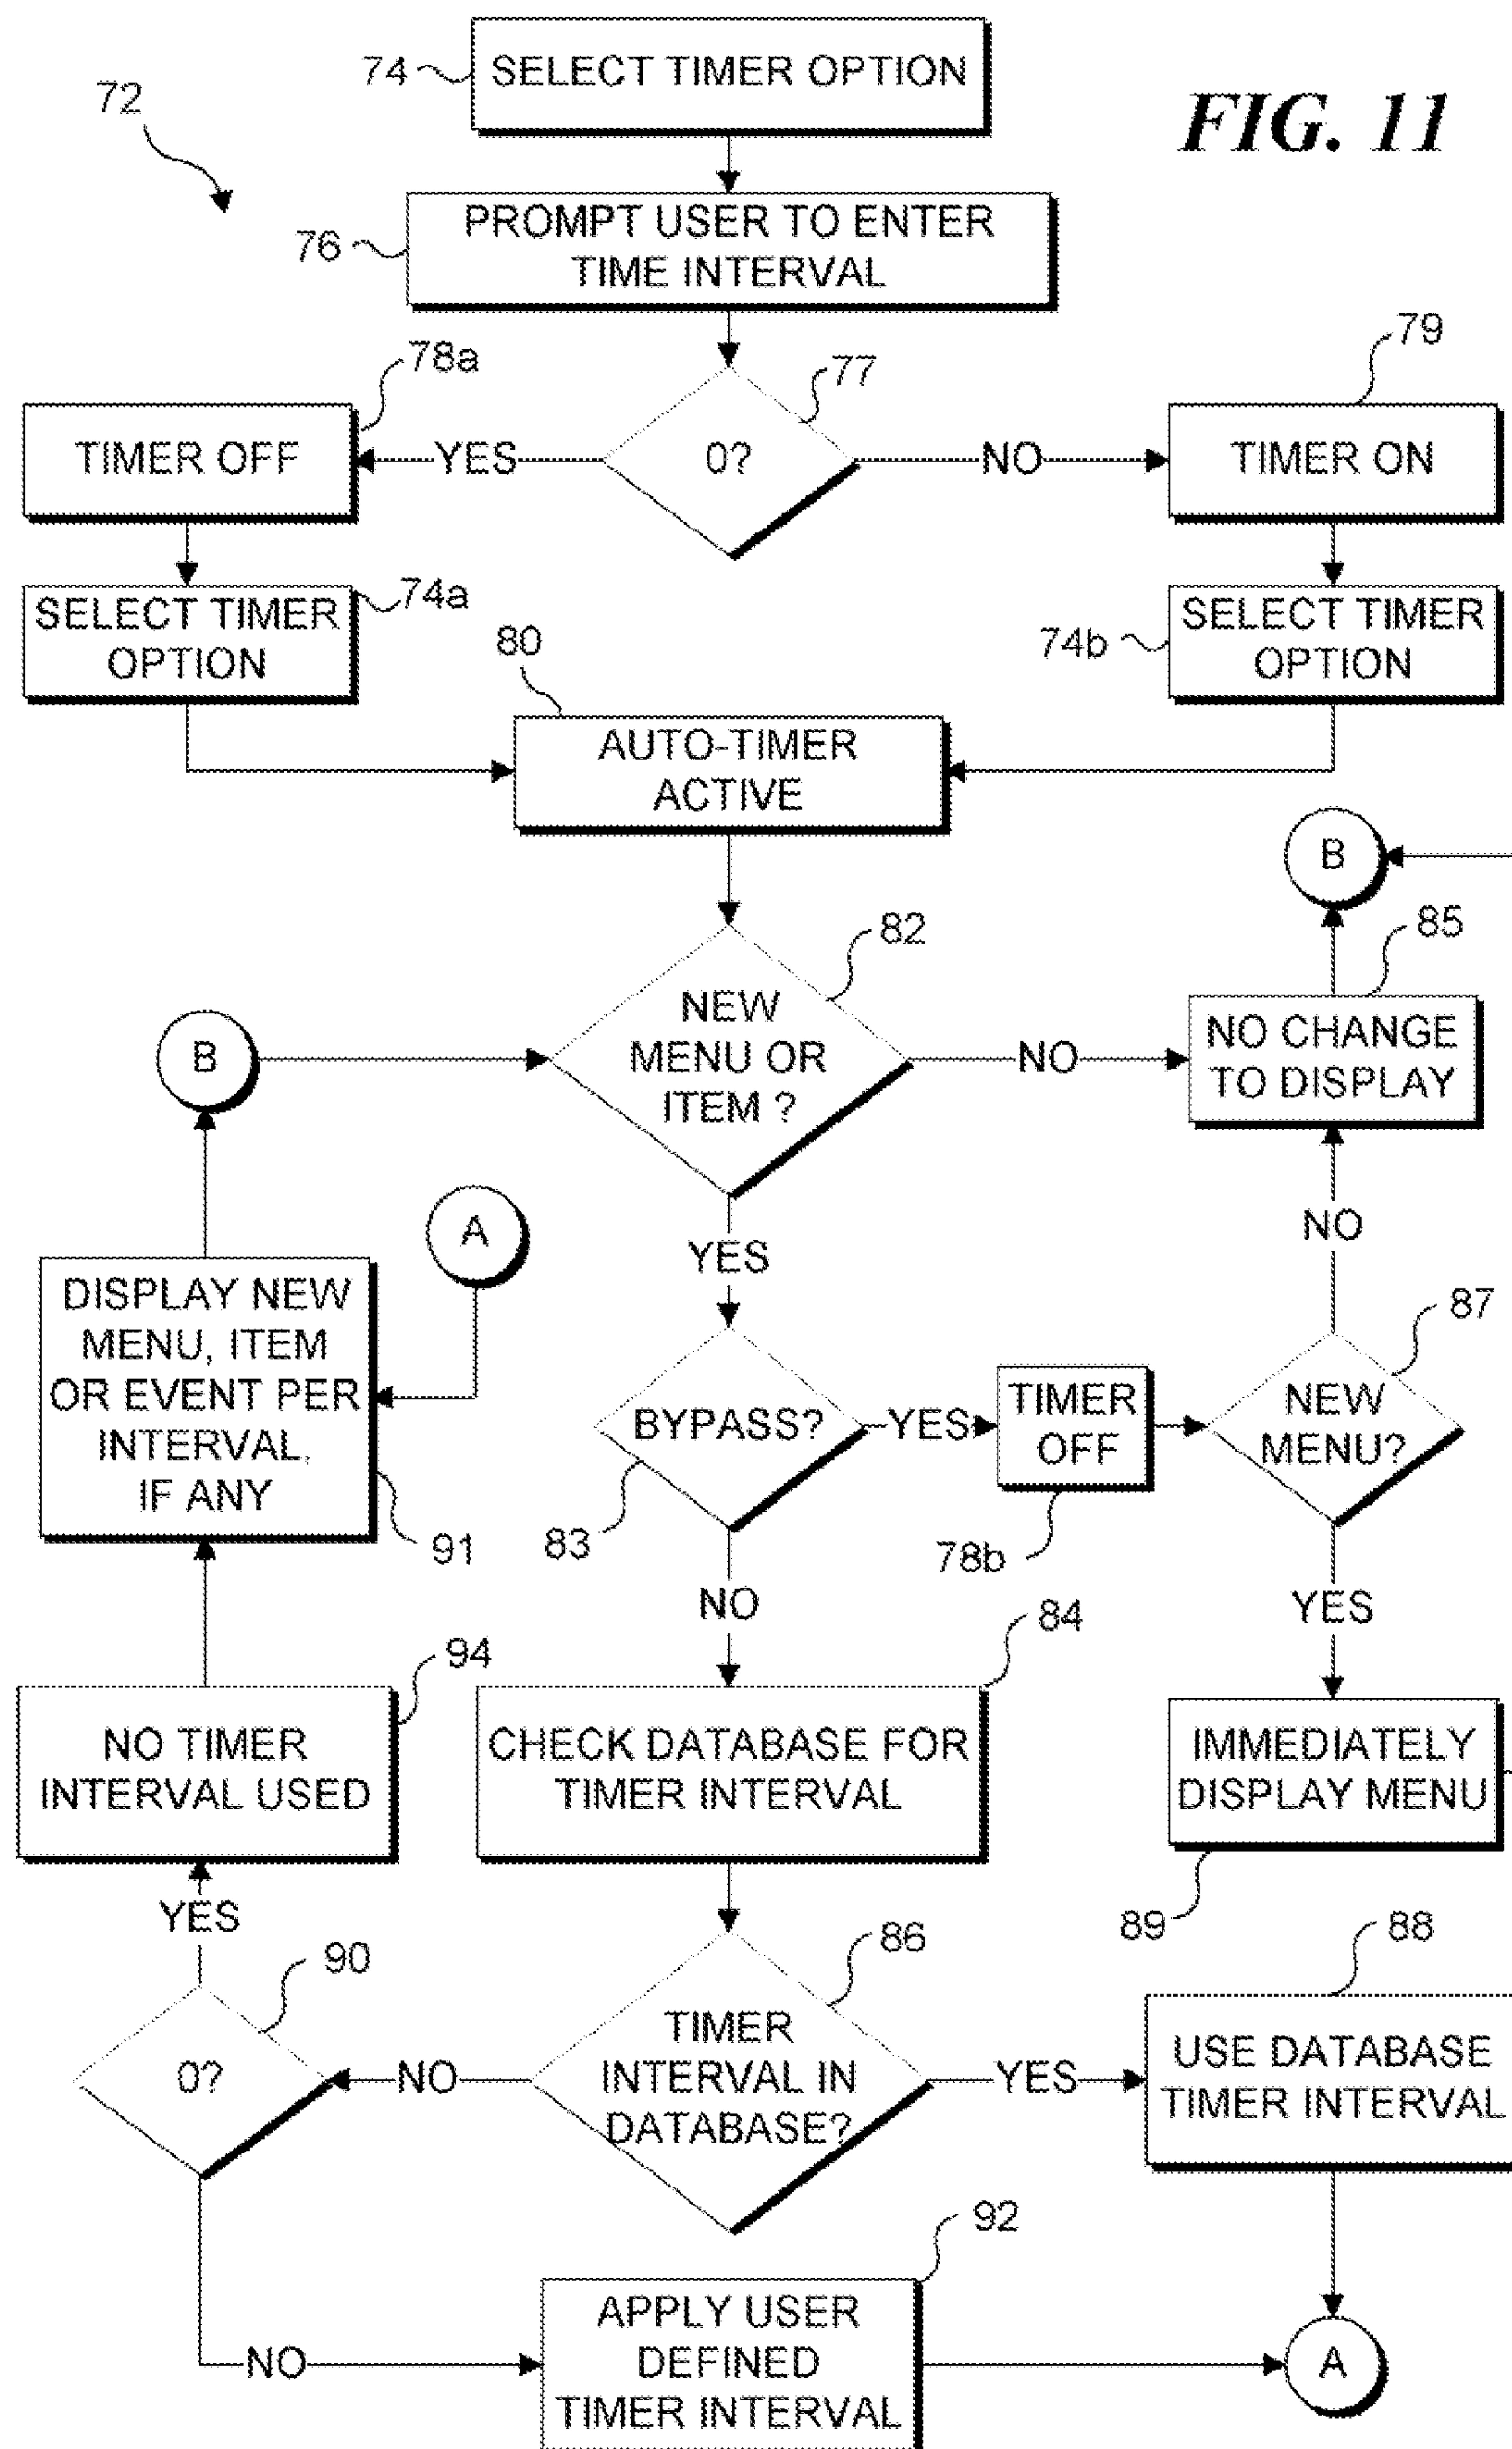 74
SELECT TIMER OPTION
72
FIG. 11
76
PROMPT USER TO ENTER
TIME INTERVAL
78a
77
79
TIMER OFF
YES
0?
NO
TIMER ON
SELECT TIMER
OPTION
74a
80
74b
SELECT TIMER
OPTION
AUTO-TIMER
ACTIVE
B
82
85
B
NEW
MENU OR
ITEM ?
NO
NO CHANGE
TO DISPLAY
A
YES
NO
DISPLAY NEW
MENU, ITEM
OR EVENT PER
INTERVAL,
IF ANY
87
BYPASS?
YES
TIMER
OFF
NEW
MENU?
91
83
78b
NO
YES
94
84
NO TIMER
INTERVAL USED
CHECK DATABASE FOR
TIMER INTERVAL
IMMEDIATELY
DISPLAY MENU
YES
89
88
90
86
0?
NO
TIMER
INTERVAL IN
DATABASE?
YES
USE DATABASE
TIMER INTERVAL
92
NO
APPLY USER
DEFINED
TIMER INTERVAL
A